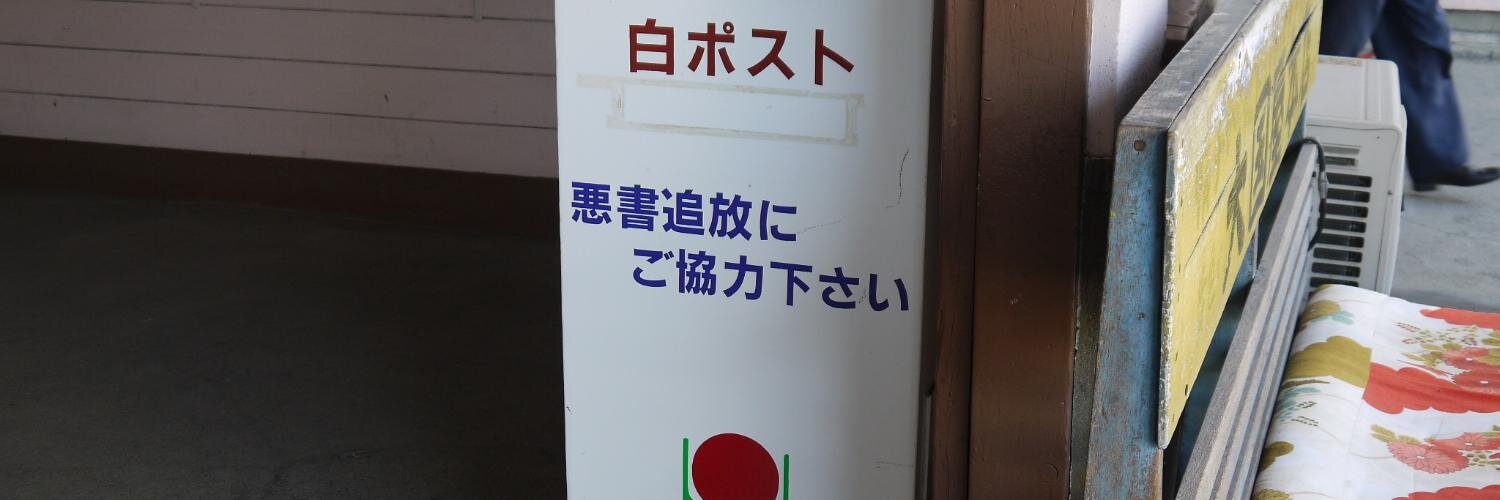 白ポスト
悪書追放に
ご協力下さい